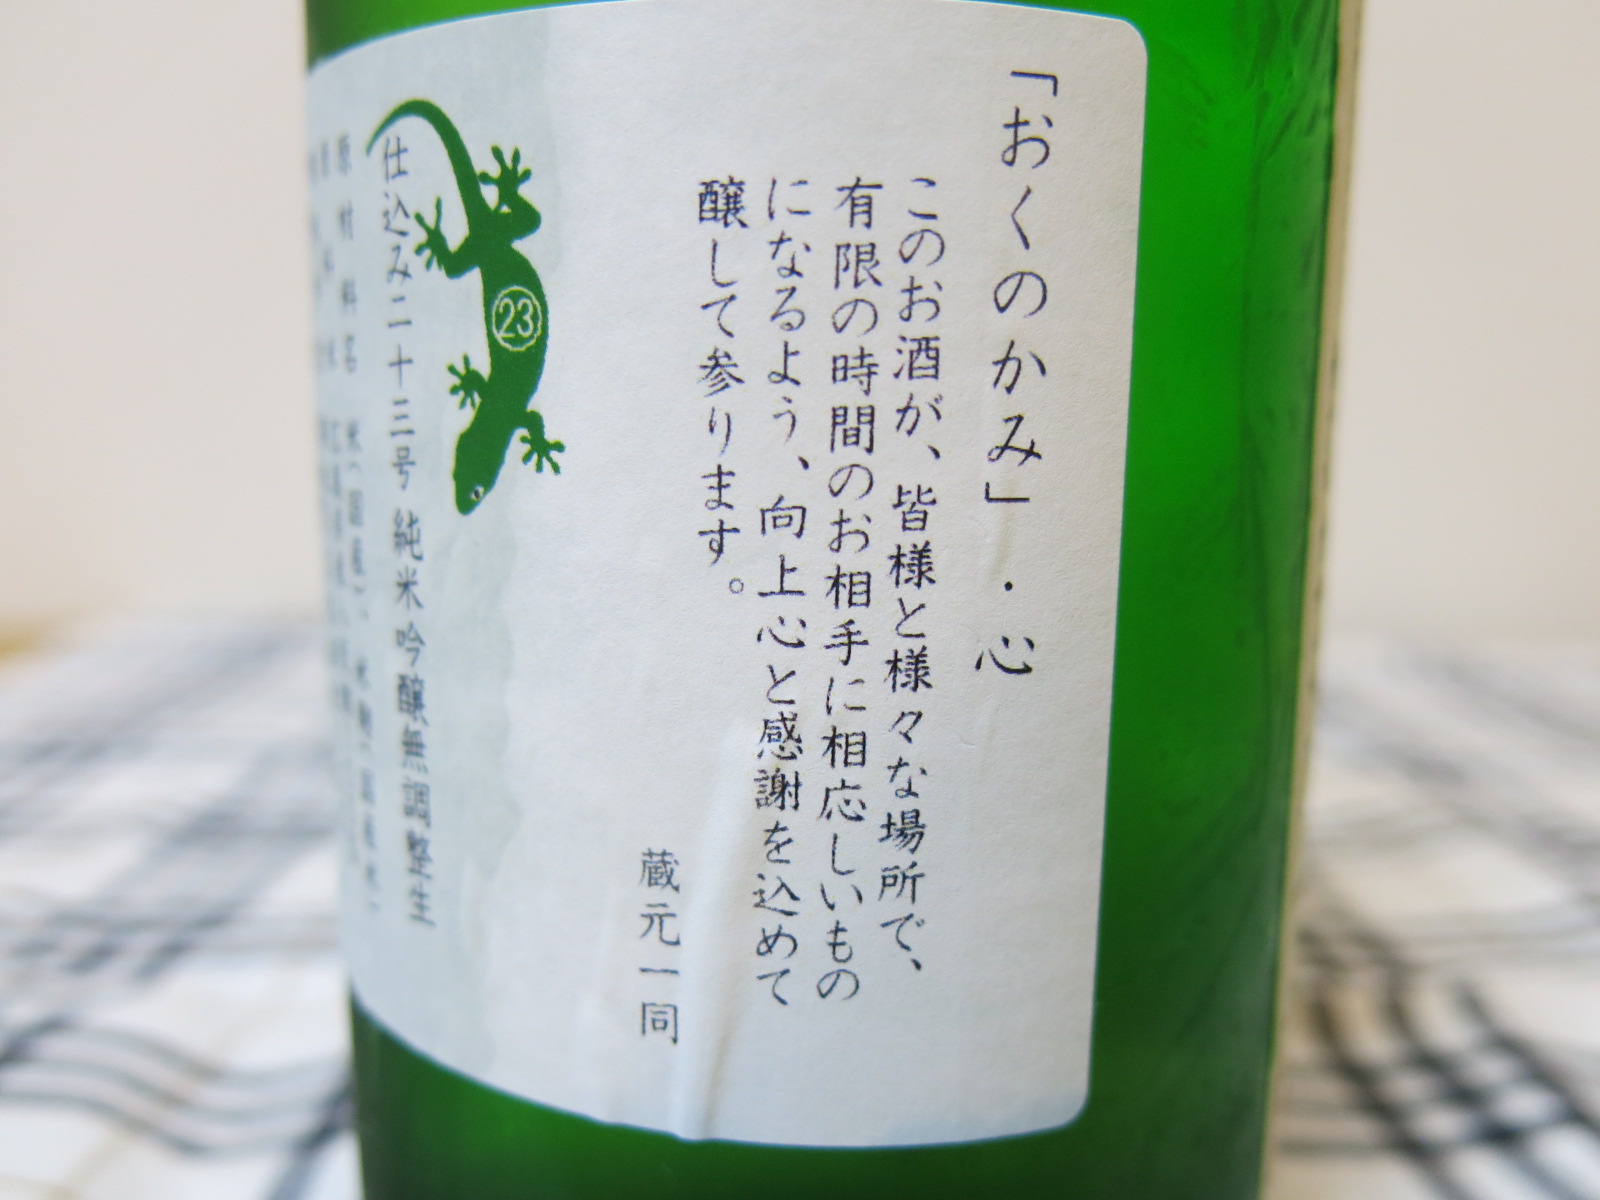 「おくのかみ」・心
このお酒が、皆様と様々な場所で、
有限の時間のお相手に相応しいもの
になるよう、向上心と感謝を込めて
醸して参ります。
蔵元一同
23
仕込み二十三号 純米吟醸無調整生
原材料名